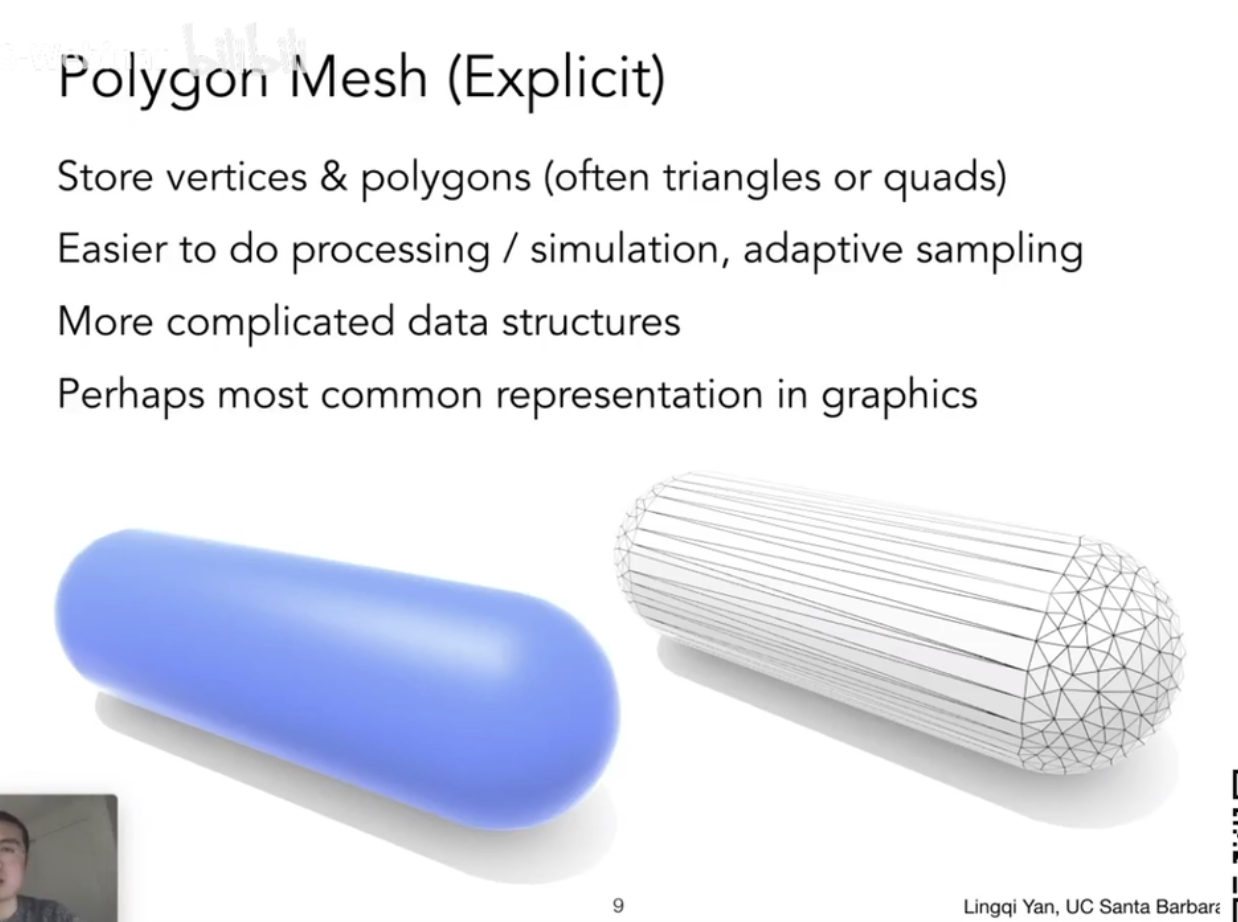 bilibili
Polygon Mesh (Explicit)
Store vertices & polygons (often triangles or quads)
Easier to do processing / simulation, adaptive sampling
More complicated data structures
Perhaps most common representation in graphics
9
Lingqi Yan, UC Santa Barbara